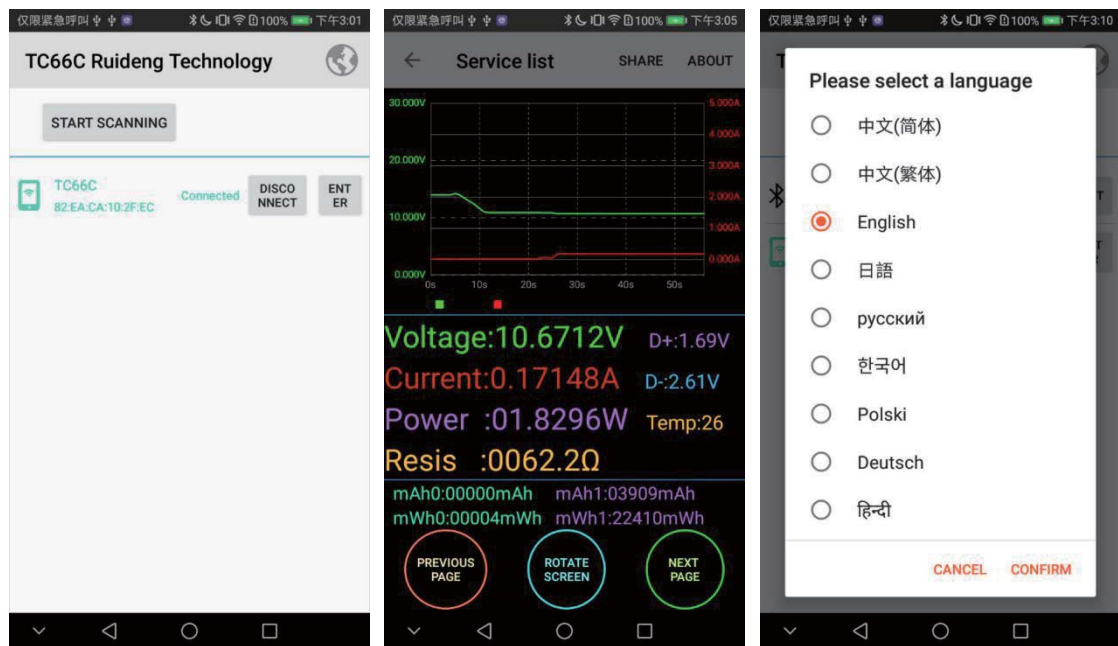 仅限紧急呼叫 100% 下午3:01
TC66C Ruideng Technology
START SCANNING
TC66C
82:EA:CA:10:2F:EC
Connected
DISCO
NNECT
ENT
ER
仅限紧急呼叫 100% 下午3:05
Service list SHARE ABOUT
30.000V 5.000A
4.000A
20.000V 3.000A
2.000A
10.000V
1.000A
0.000A
0.000V
0s 10s 20s 30s 40s 50s
Voltage:10.6712V D+:1.69V
Current:0.17148A D-:2.61V
Power :01.8296W Temp:26
Resis :0062.2Ω
mAh0:00000mAh mAh1:03909mAh
mWh0:00004mWh mWh1:22410mWh
PREVIOUS
PAGE
ROTATE
SCREEN
NEXT
PAGE
仅限紧急呼叫 100% 下午3:10
T
Please select a language
中文(简体)
中文(繁体)
English
日語
русский
한국어
Polski
Deutsch
हिन्दी
CANCEL CONFIRM